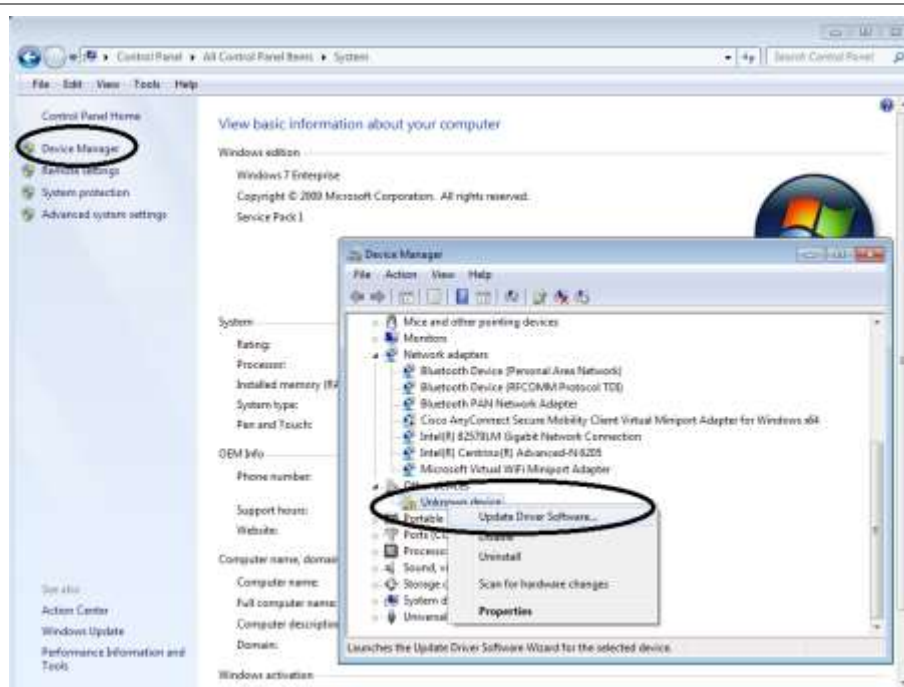 Control Panel ▸ All Control Panel Items ▸ System
Search Control Panel
File Edit View Tools Help
Control Panel Home
Device Manager
Remote settings
System protection
Advanced system settings
See also
Action Center
Windows Update
Performance Information and
Tools
View basic information about your computer
Windows edition
Windows 7 Enterprise
Copyright © 2009 Microsoft Corporation. All rights reserved.
Service Pack 1
System
Rating:
Processor:
Installed memory (RA
System type:
Pen and Touch:
OEM Info
Phone number:
Support hours:
Website:
Computer name, domai
Computer name:
Full computer name:
Computer description
Domain:
Windows activation
Device Manager
File Action View Help
Mice and other pointing devices
Monitors
Network adapters
Bluetooth Device (Personal Area Network)
Bluetooth Device (RFCOMM Protocol TDI)
Bluetooth PAN Network Adapter
Cisco AnyConnect Secure Mobility Client Virtual Miniport Adapter for Windows x64
Intel(R) 82579LM Gigabit Network Connection
Intel(R) Centrino(R) Advanced-N 6205
Microsoft Virtual WiFi Miniport Adapter
Other devices
Unknown device
Portable
Ports (C
Processo
Sound, vi
Storage c
System d
Universal
Update Driver Software...
Disable
Uninstall
Scan for hardware changes
Properties
Launches the Update Driver Software Wizard for the selected device.